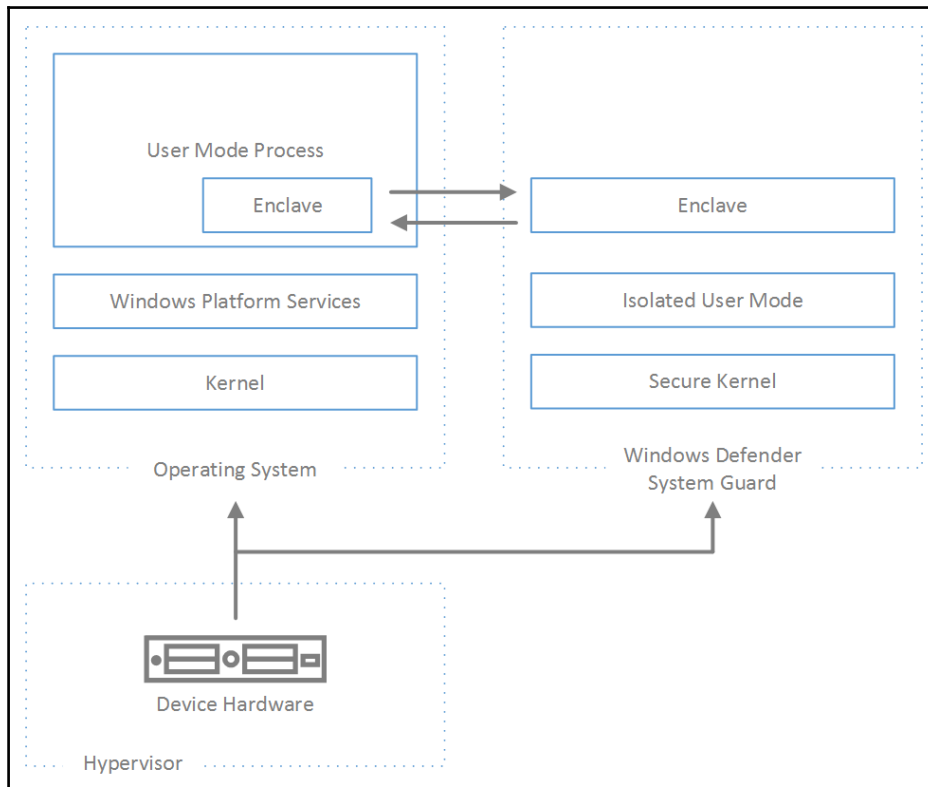 User Mode Process
Enclave
Windows Platform Services
Kernel
Operating System
Enclave
Isolated User Mode
Secure Kernel
Windows Defender
System Guard
Device Hardware
Hypervisor